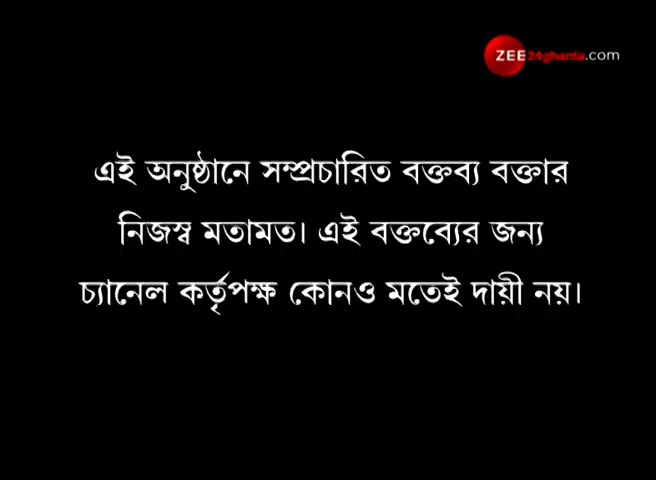 ZEE24ghanta.com
এই অনুষ্ঠানে সম্প্রচারিত বক্তব্য বক্তার
নিজস্ব মতামত। এই বক্তব্যের জন্য
চ্যানেল কর্তৃপক্ষ কোনও মতেই দায়ী নয়।